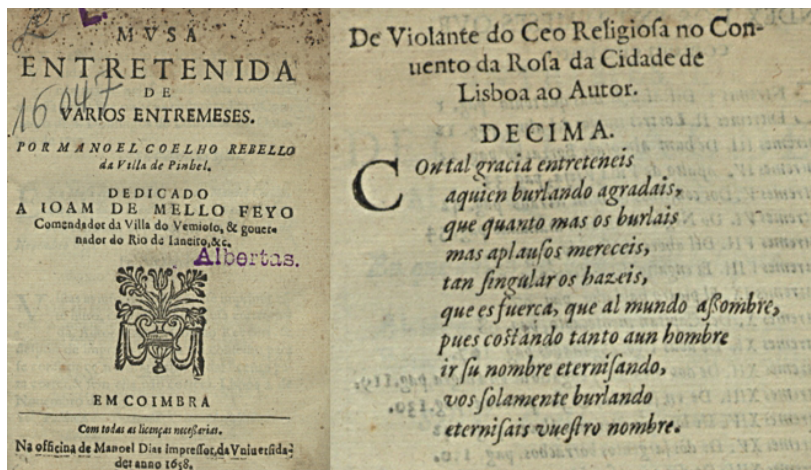 MVSA
ENTRETENIDA
DE
VARIOS ENTREMESES.
POR MANOEL COELHO REBELLO
da Villa de Pinhel.
DEDICADO
A IOAM DE MELLO FEYO
Comendador da Villa do Vemioso, & gouer-
nador do Rio de Ianeiro, &c.
Albertas.
16047
EM COIMBRA
Com todas as licenças neceſſarias.
Na officina de Manoel Dias impreſſor, da Vniuersida-
de: anno 1658.
De Violante do Ceo Religioſa no Con-
uento da Roſa da Cidade de
Lisboa ao Autor.
DECIMA.
Con tal gracia entreteneis
aquien burlando agradais,
que quanto mas os burlais
mas aplauſos mereceis,
tan ſingular os hazeis,
que es fuerca, que al mundo aſſombre,
pues coſtando tanto aun hombre
ir ſu nombre eterniſando,
vos ſolamente burlando
eterniſais vueſtro nombre.